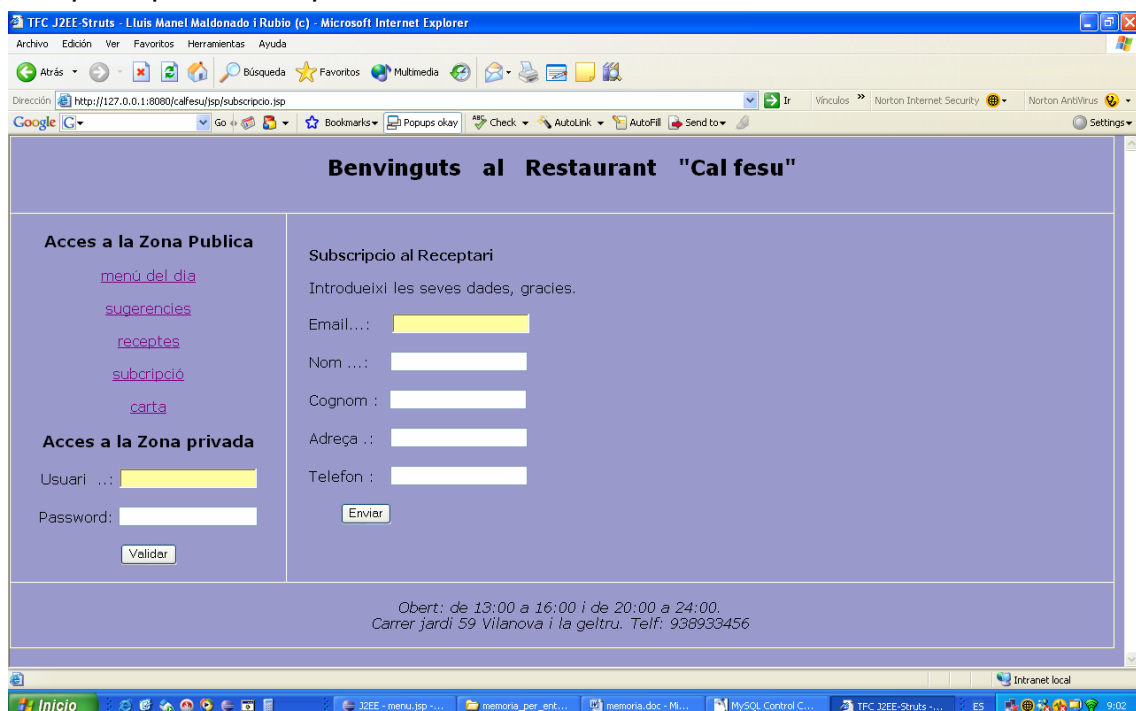 TFC J2EE-Struts - Lluis Manel Maldonado i Rubio (c) - Microsoft Internet Explorer
Archivo Edición Ver Favoritos Herramientas Ayuda
Atrás Búsqueda Favoritos Multimedia
Dirección http://127.0.0.1:8080/calfesu/jsp/subscripcio.jsp Ir Vínculos » Norton Internet Security Norton AntiVirus
Google G Go Bookmarks Popups okay ABC Check AutoLink AutoFill Send to Settings
Benvinguts al Restaurant "Cal fesu"
Acces a la Zona Publica
menú del dia
sugerencies
receptes
subcripció
carta
Acces a la Zona privada
Usuari ..:
Password:
Validar
Subscripcio al Receptari
Introdueixi les seves dades, gracies.
Email...:
Nom ...:
Cognom :
Adreça .:
Telefon :
Enviar
Obert: de 13:00 a 16:00 i de 20:00 a 24:00.
Carrer jardi 59 Vilanova i la geltru. Telf: 938933456
Intranet local
Inicio J2EE - menu.jsp -... memoria_per_ent... memoria.doc - Mi... MySQL Control C... TFC J2EE-Struts -... ES 9:02